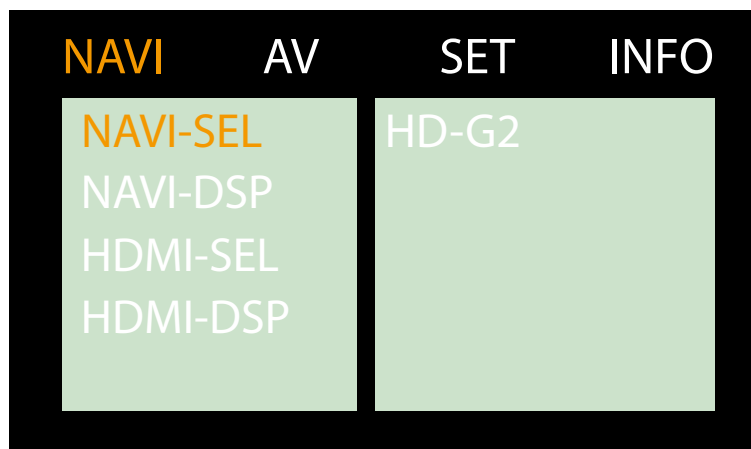 NAVI AV SET INFO
NAVI-SEL HD-G2
NAVI-DSP
HDMI-SEL
HDMI-DSP